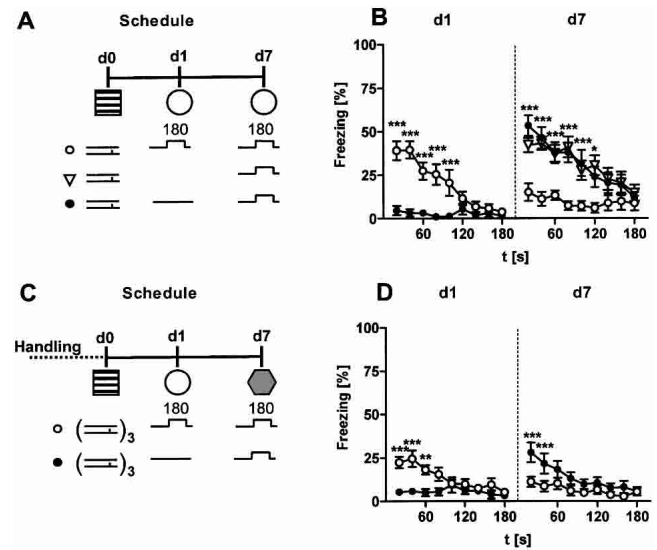 A
Schedule
d0
d1
d7
180
180
B
d1
d7
Freezing [%]
100
75
50
25
0
***
***
***
***
***
***
***
***
***
***
*
60
120
180
60
120
180
t [s]
C
Schedule
Handling
d0
d1
d7
180
180
( )3
( )3
D
d1
d7
Freezing [%]
100
75
50
25
0
***
***
**
***
***
60
120
180
60
120
180
t [s]